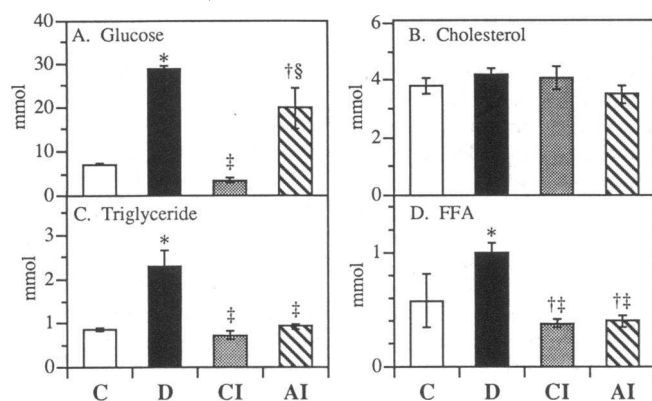 A. Glucose
mmol
40
30
20
10
0
*
‡
†§
B. Cholesterol
mmol
6
4
2
0
C. Triglyceride
mmol
3
2
1
0
*
‡
‡
C D CI AI
D. FFA
mmol
1
0
*
†‡
†‡
C D CI AI